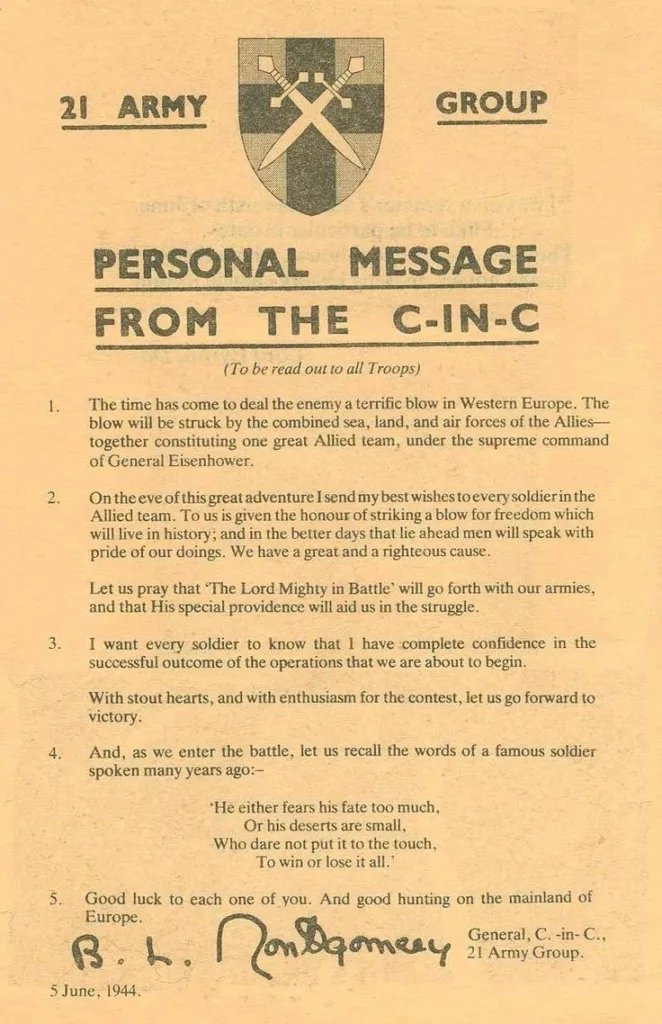 21 ARMY GROUP
PERSONAL MESSAGE
FROM THE C-IN-C
(To be read out to all Troops)
1. The time has come to deal the enemy a terrific blow in Western Europe. The
blow will be struck by the combined sea, land, and air forces of the Allies—
together constituting one great Allied team, under the supreme command
of General Eisenhower.
2. On the eve of this great adventure I send my best wishes to every soldier in the
Allied team. To us is given the honour of striking a blow for freedom which
will live in history; and in the better days that lie ahead men will speak with
pride of our doings. We have a great and a righteous cause.
Let us pray that 'The Lord Mighty in Battle' will go forth with our armies,
and that His special providence will aid us in the struggle.
3. I want every soldier to know that I have complete confidence in the
successful outcome of the operations that we are about to begin.
With stout hearts, and with enthusiasm for the contest, let us go forward to
victory.
4. And, as we enter the battle, let us recall the words of a famous soldier
spoken many years ago:–
'He either fears his fate too much,
Or his deserts are small,
Who dare not put it to the touch,
To win or lose it all.'
5. Good luck to each one of you. And good hunting on the mainland of
Europe.
B. L. Montgomery
General, C. -in- C.,
21 Army Group.
5 June, 1944.